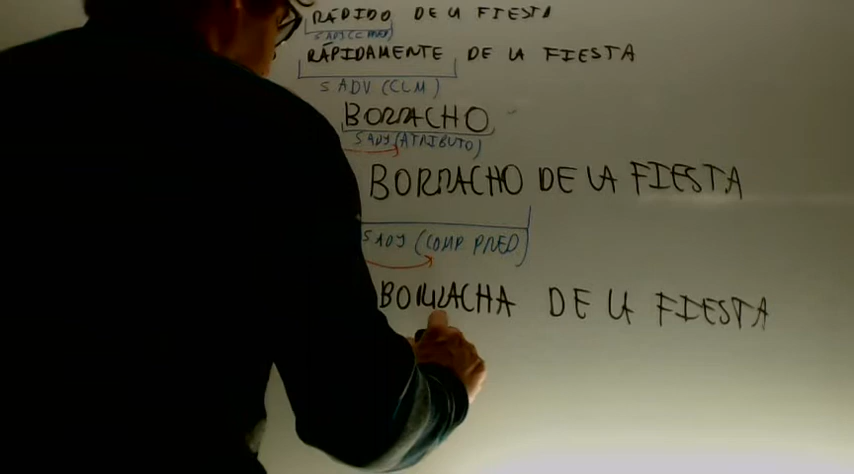 RÁPIDO DE LA FIESTA
S ADJ (C PRED)
RÁPIDAMENTE DE LA FIESTA
S ADV (CLM)
BORRACHO
S ADJ (ATRIBUTO)
BORRACHO DE LA FIESTA
S ADJ (COMP. PRED)
BORRACHA DE LA FIESTA